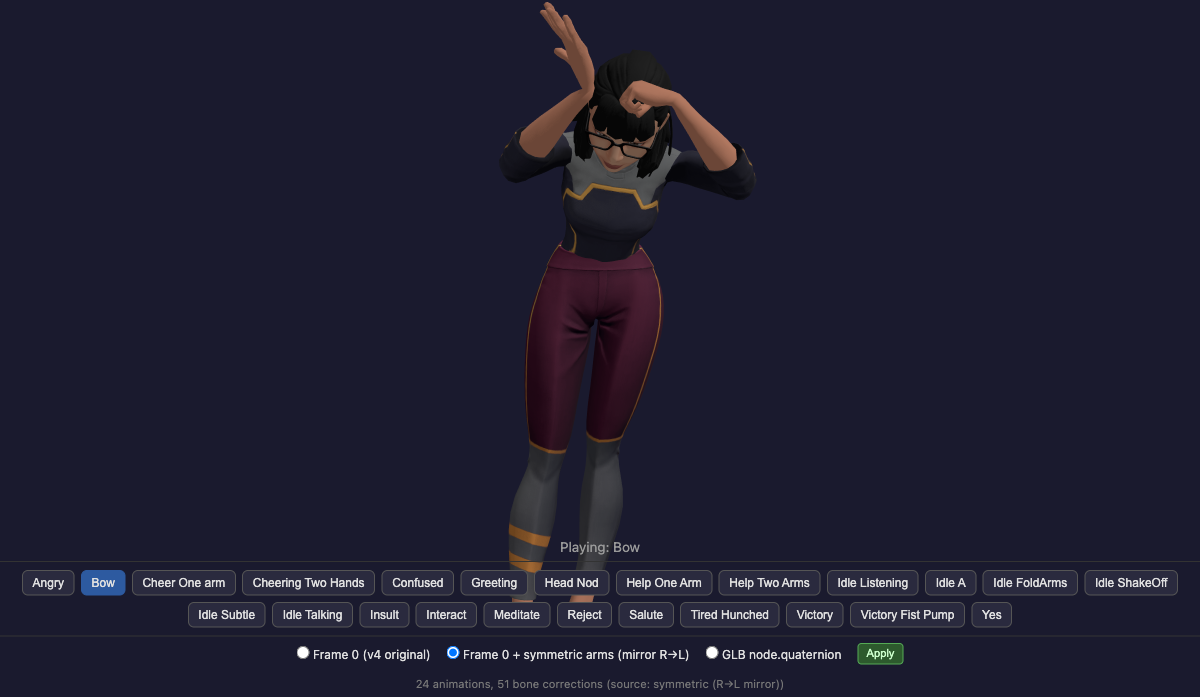 Playing: Bow
Angry Bow Cheer One arm Cheering Two Hands Confused Greeting Head Nod Help One Arm Help Two Arms Idle Listening Idle A Idle FoldArms Idle ShakeOff
Idle Subtle Idle Talking Insult Interact Meditate Reject Salute Tired Hunched Victory Victory Fist Pump Yes
Frame 0 (v4 original) Frame 0 + symmetric arms (mirror R→L) GLB node.quaternion Apply
24 animations, 51 bone corrections (source: symmetric (R→L mirror))